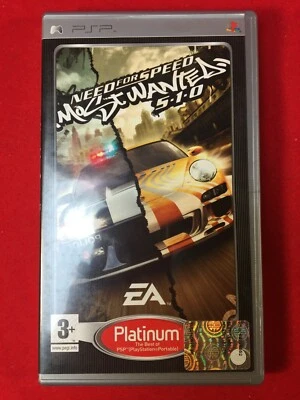 PSP
NEED FOR SPEED
MOST WANTED
5-1-0
EA
3+
www.pegi.info
Platinum
The Best of
PSP™ (PlayStation®Portable)